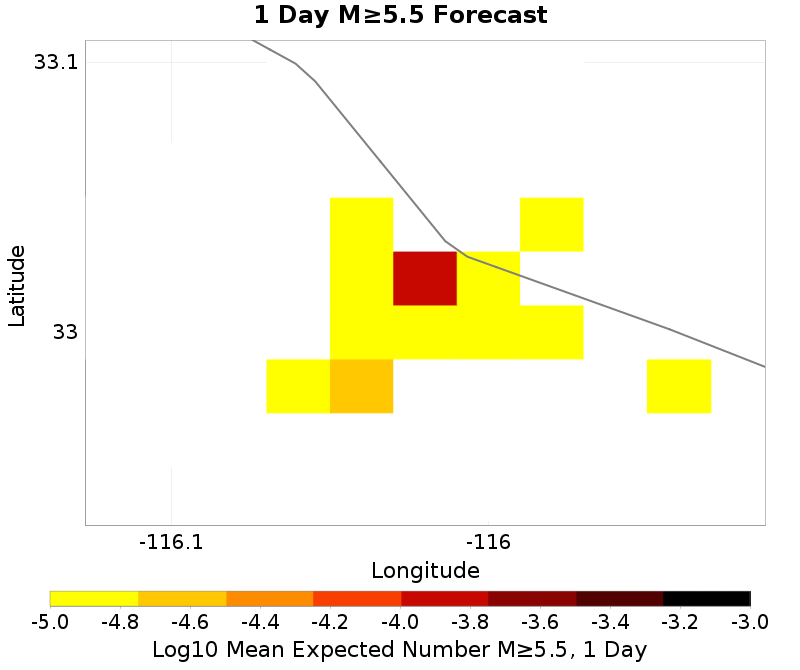 1 Day M≥5.5 Forecast
33.1
33
Latitude
-116.1 -116
Longitude
-5.0 -4.8 -4.6 -4.4 -4.2 -4.0 -3.8 -3.6 -3.4 -3.2 -3.0
Log10 Mean Expected Number M≥5.5, 1 Day